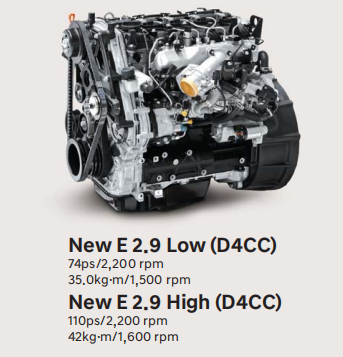 New E 2.9 Low (D4CC)
74ps/2,200 rpm
35.0kg·m/1,500 rpm
New E 2.9 High (D4CC)
110ps/2,200 rpm
42kg·m/1,600 rpm